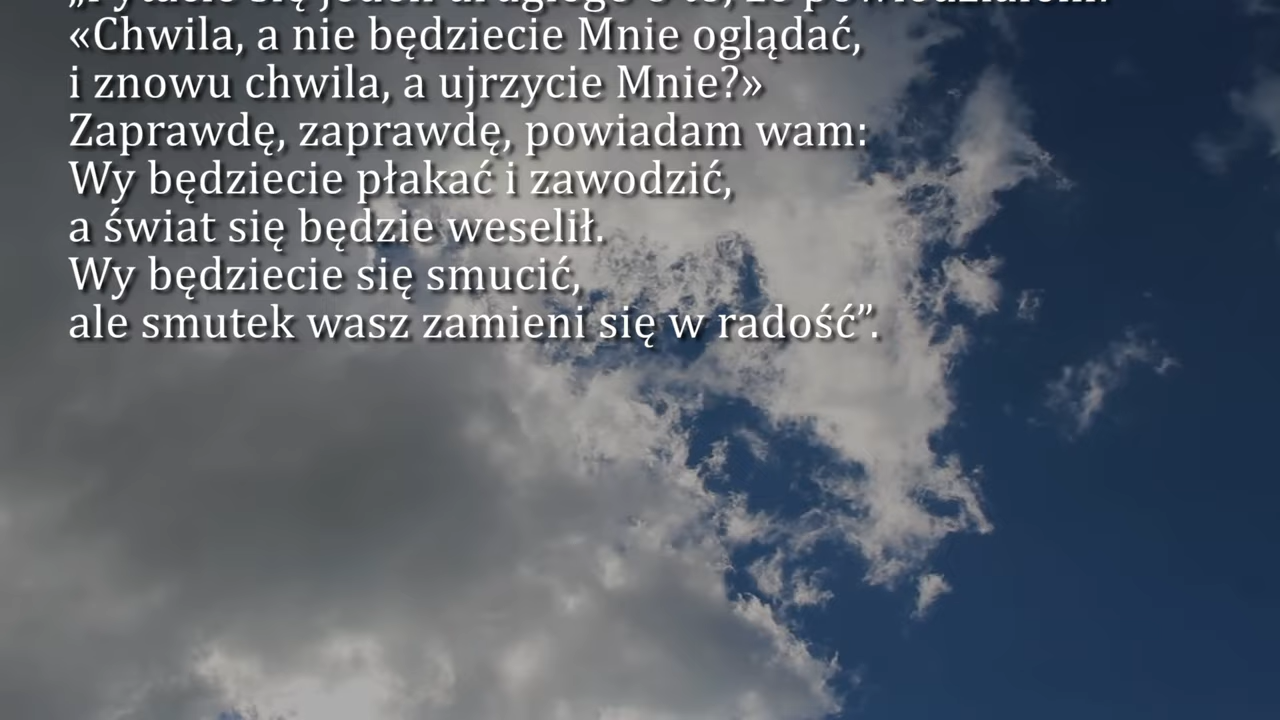 «Chwila, a nie będziecie Mnie oglądać,
i znowu chwila, a ujrzycie Mnie?»
Zaprawdę, zaprawdę, powiadam wam:
Wy będziecie płakać i zawodzić,
a świat się będzie weselił.
Wy będziecie się smucić,
ale smutek wasz zamieni się w radość”.